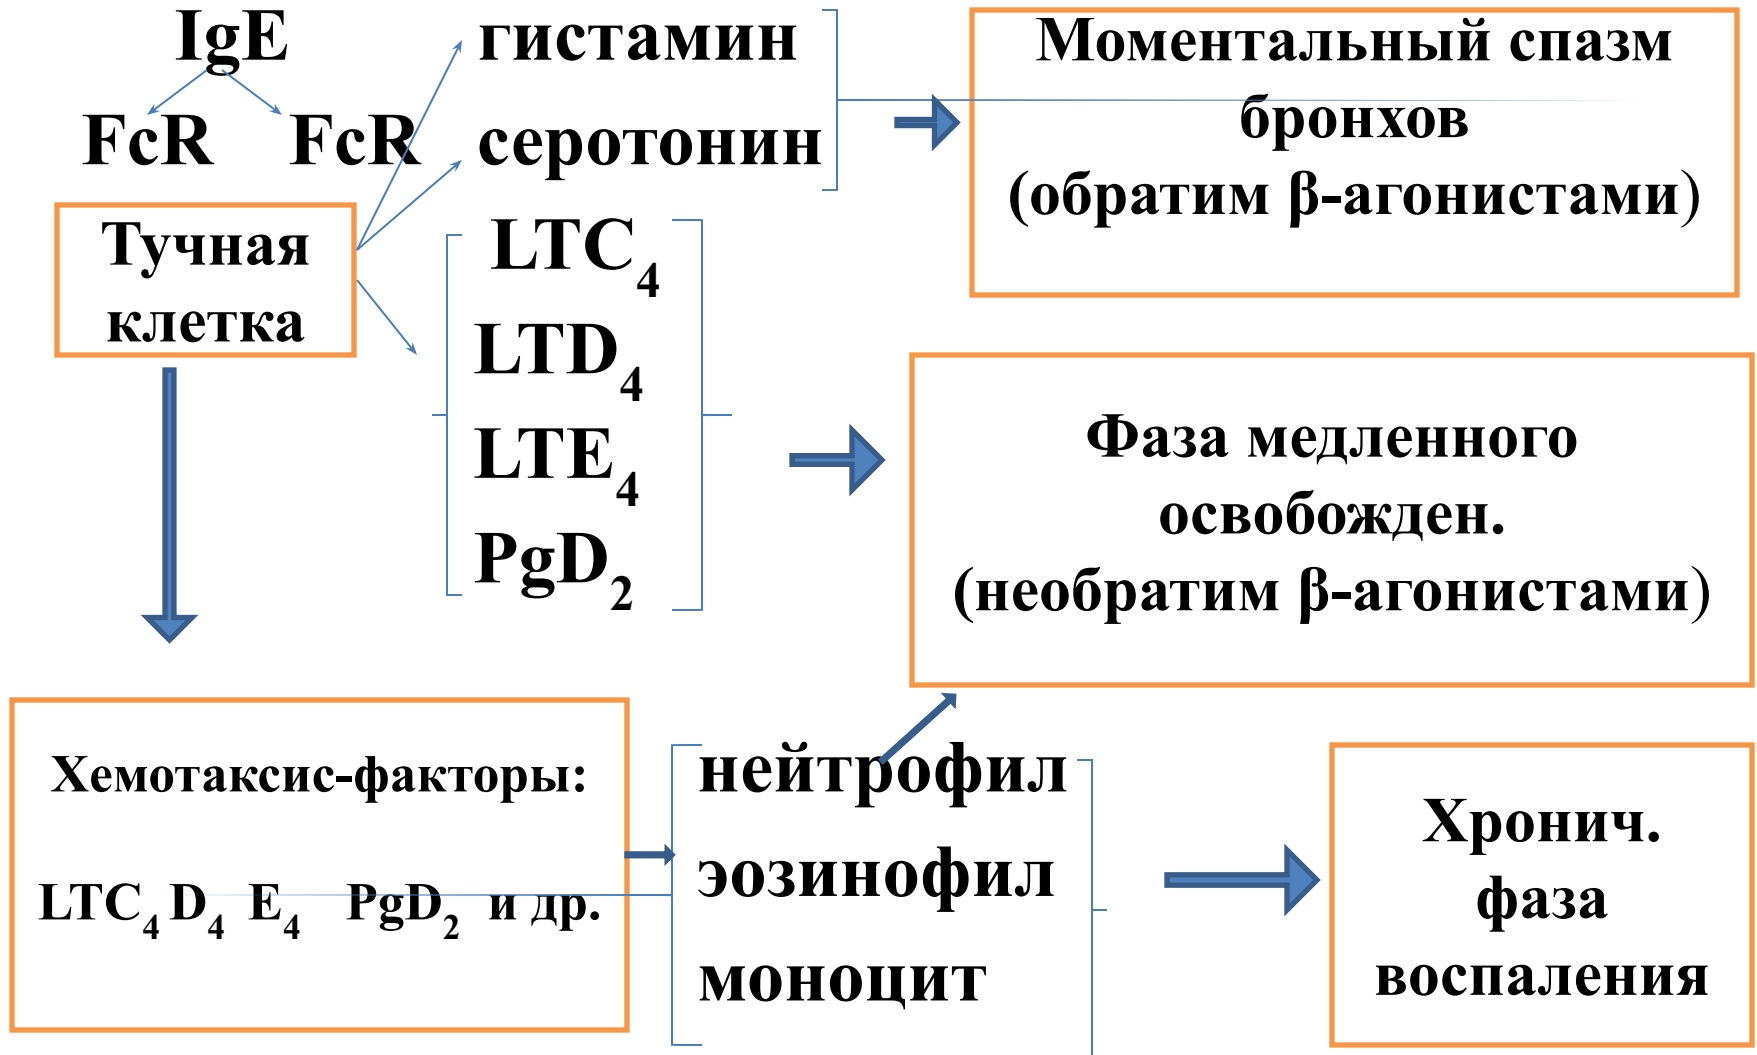 IgE
FcR FcR
Тучная
клетка
гистамин
серотонин
LTC4
LTD4
LTE4
PgD2
Моментальный спазм
бронхов
(обратим β-агонистами)
Фаза медленного
освобожден.
(необратим β-агонистами)
Хемотаксис-факторы:
LTC4 D4 E4 PgD2 и др.
нейтрофил
эозинофил
моноцит
Хронич.
фаза
воспаления